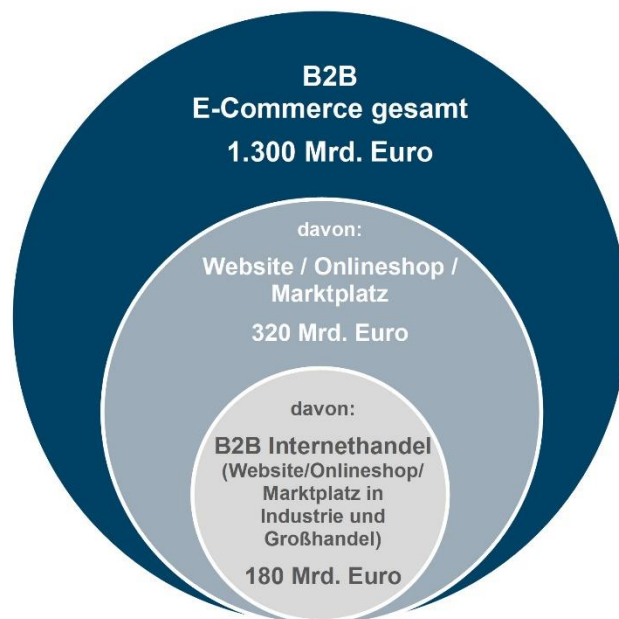 B2B
E-Commerce gesamt
1.300 Mrd. Euro
davon:
Website / Onlineshop /
Marktplatz
320 Mrd. Euro
davon:
B2B Internethandel
(Website/Onlineshop/
Marktplatz in
Industrie und
Großhandel)
180 Mrd. Euro